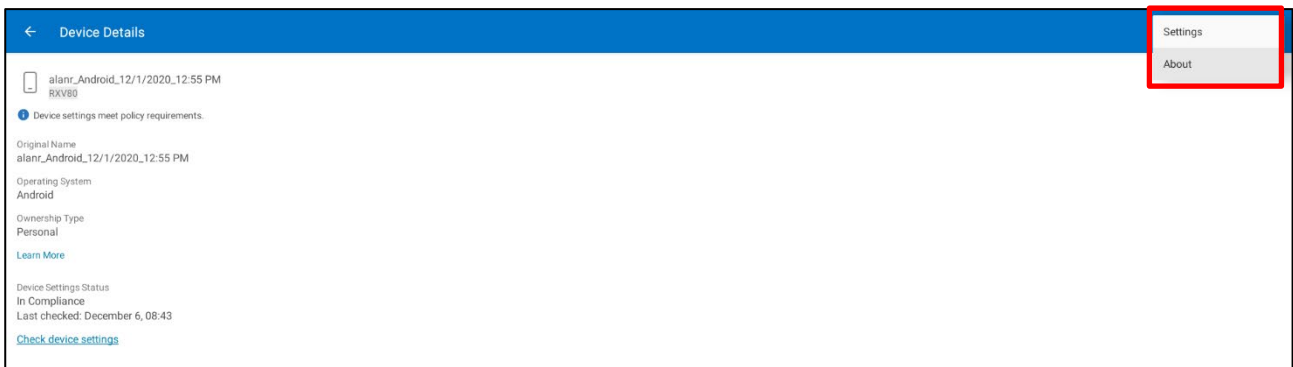 Device Details
Settings
About
alanr_Android_12/1/2020_12:55 PM
RXV80
Device settings meet policy requirements.
Original Name
alanr_Android_12/1/2020_12:55 PM
Operating System
Android
Ownership Type
Personal
Learn More
Device Settings Status
In Compliance
Last checked: December 6, 08:43
Check device settings